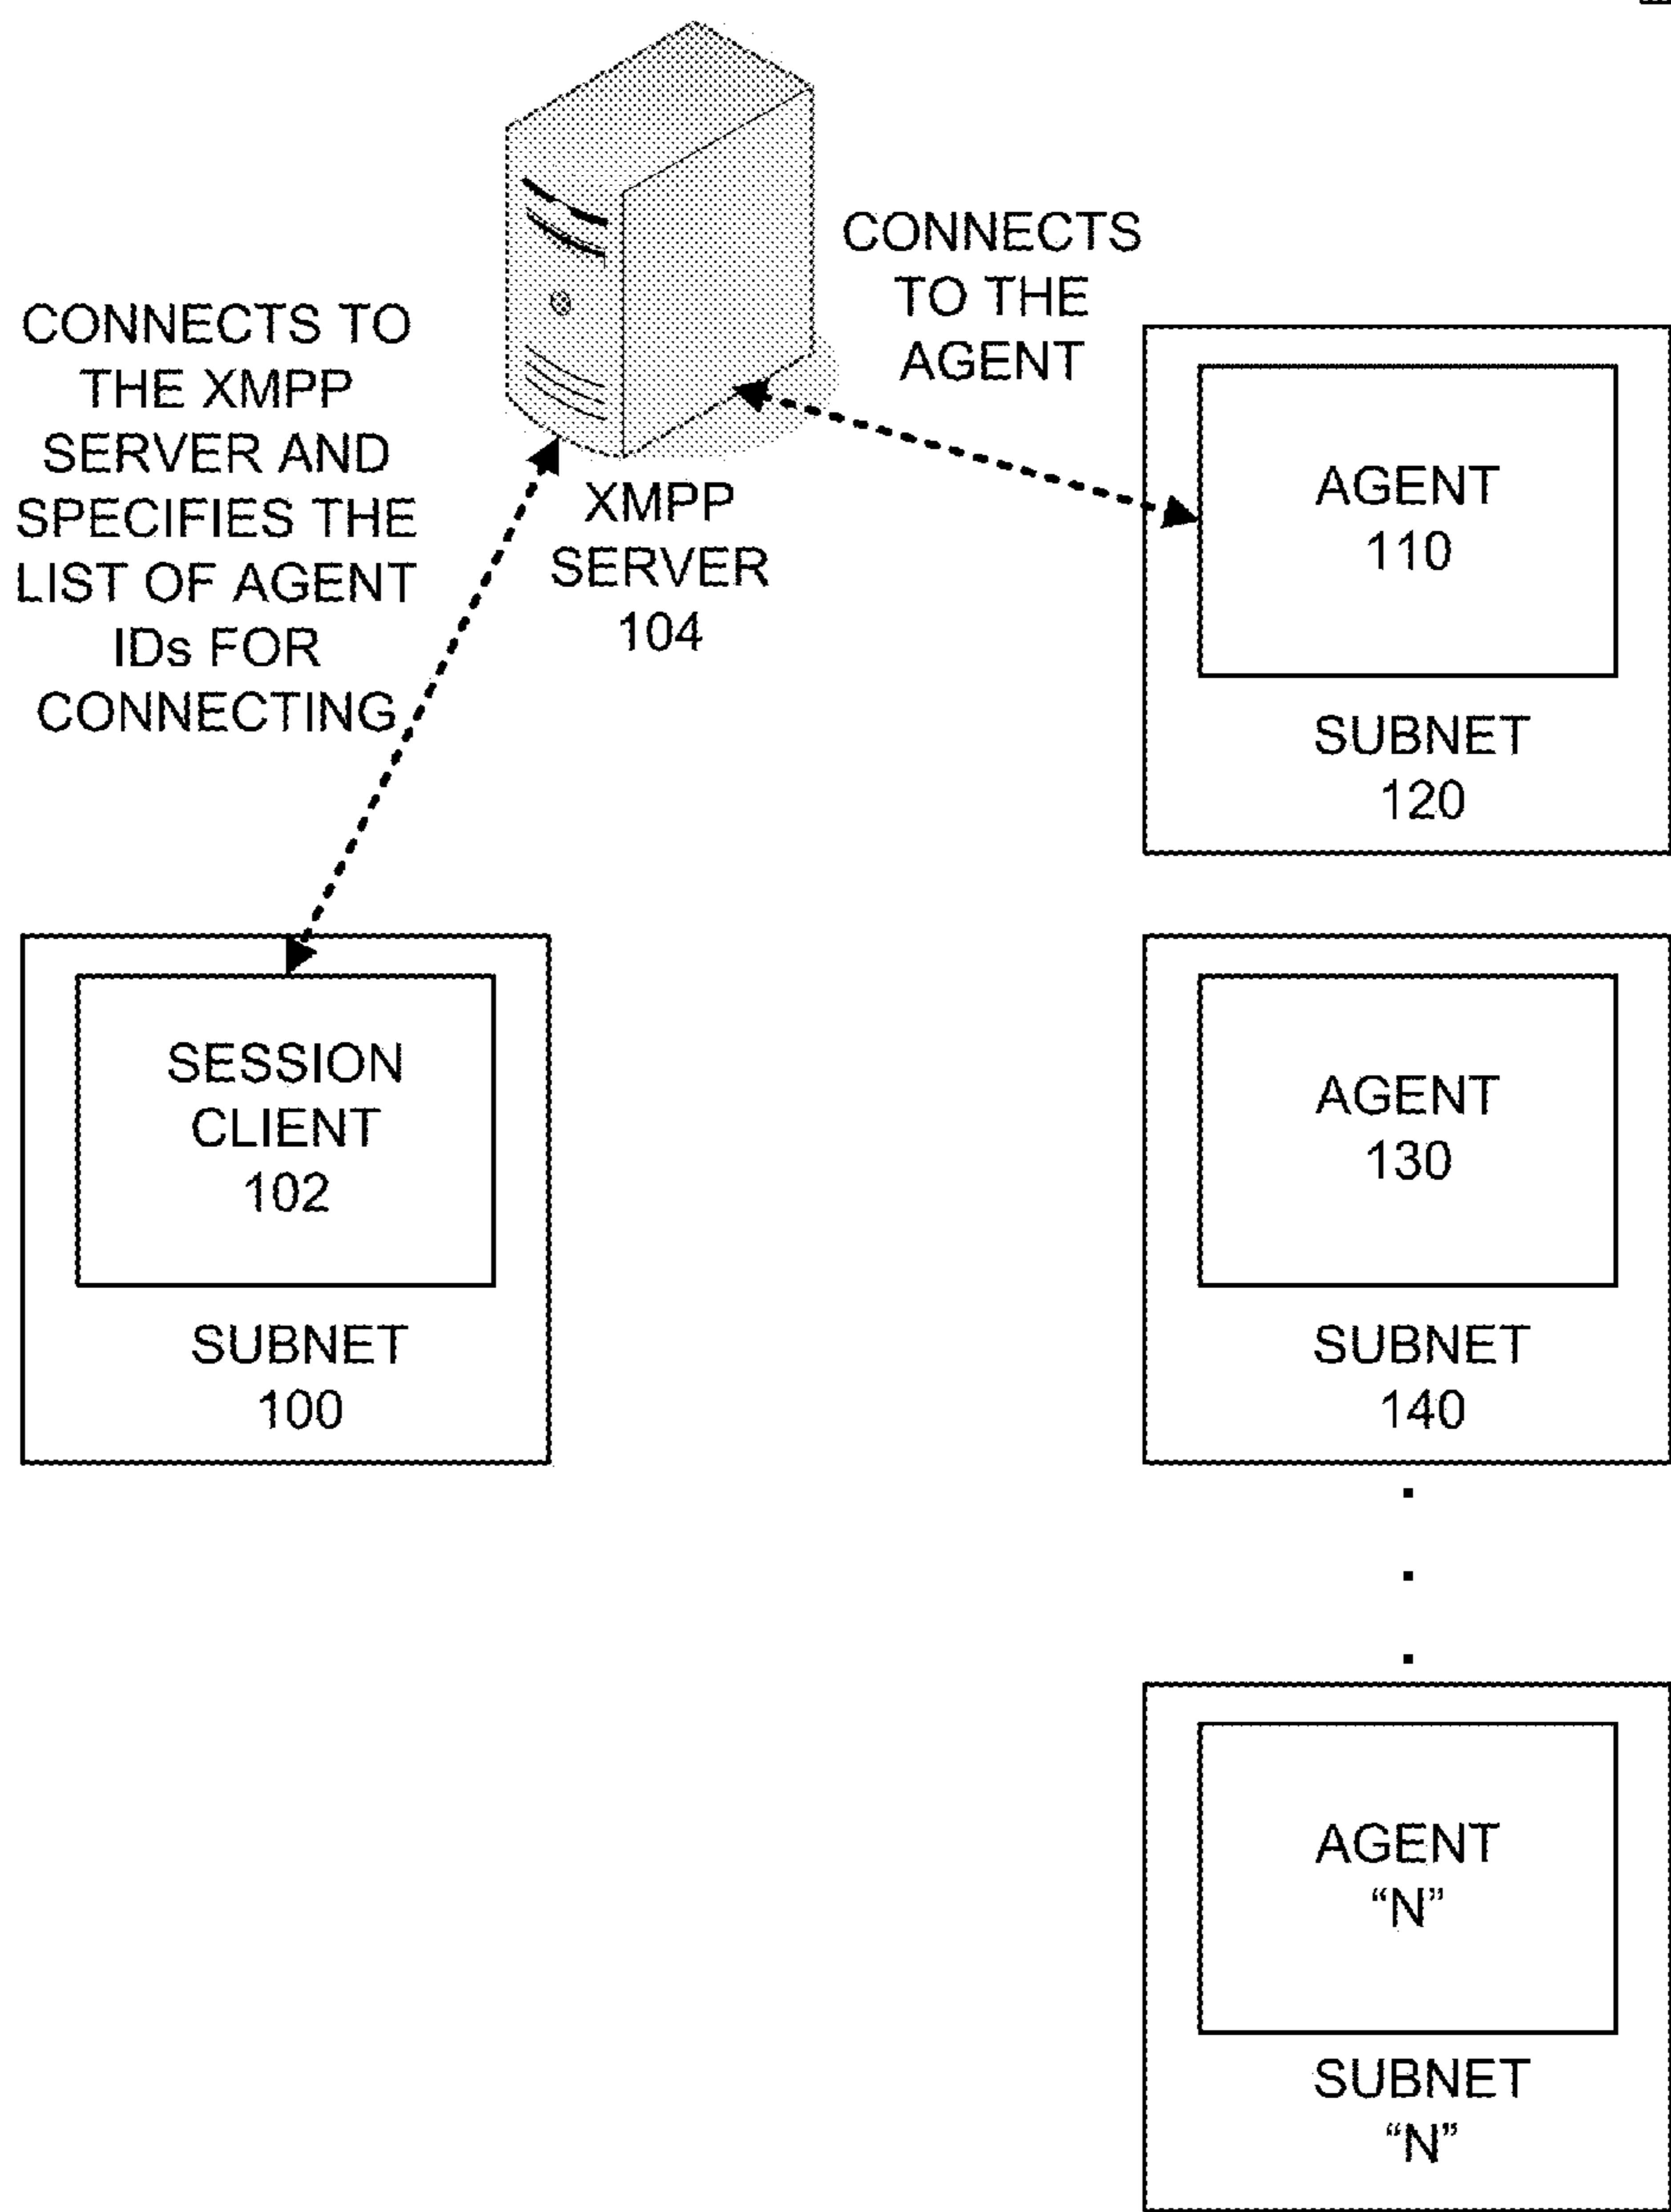 CONNECTS TO
THE XMPP
SERVER AND
SPECIFIES THE
LIST OF AGENT
IDs FOR
CONNECTING
XMPP
SERVER
104
CONNECTS
TO THE
AGENT
AGENT
110
SUBNET
120
SESSION
CLIENT
102
SUBNET
100
AGENT
130
SUBNET
140
AGENT
“N”
SUBNET
“N”